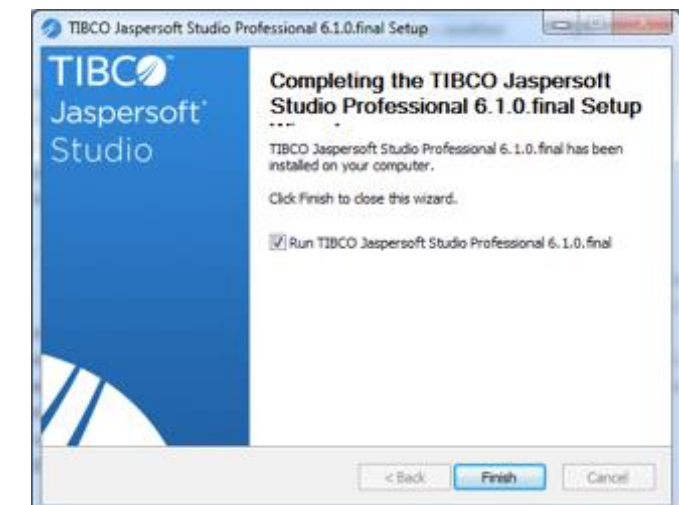 TIBCO Jaspersoft Studio Professional 6.1.0.final Setup
TIBCO
Jaspersoft
Studio
Completing the TIBCO Jaspersoft
Studio Professional 6.1.0.final Setup
TIBCO Jaspersoft Studio Professional 6.1.0.final has been
installed on your computer.
Click Finish to close this wizard.
Run TIBCO Jaspersoft Studio Professional 6.1.0.final
< Back
Finish
Cancel